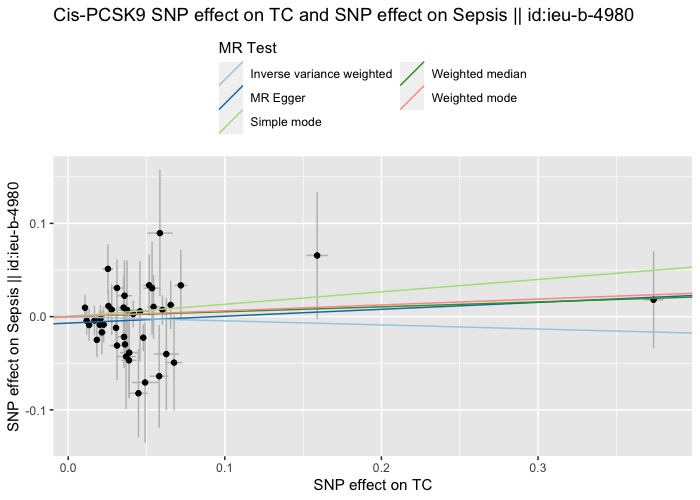 Cis-PCSK9 SNP effect on TC and SNP effect on Sepsis || id:ieu-b-4980
MR Test
Inverse variance weighted
MR Egger
Simple mode
Weighted median
Weighted mode
SNP effect on Sepsis || id:ieu-b-4980
0.1
0.0
-0.1
0.0 0.1 0.2 0.3
SNP effect on TC